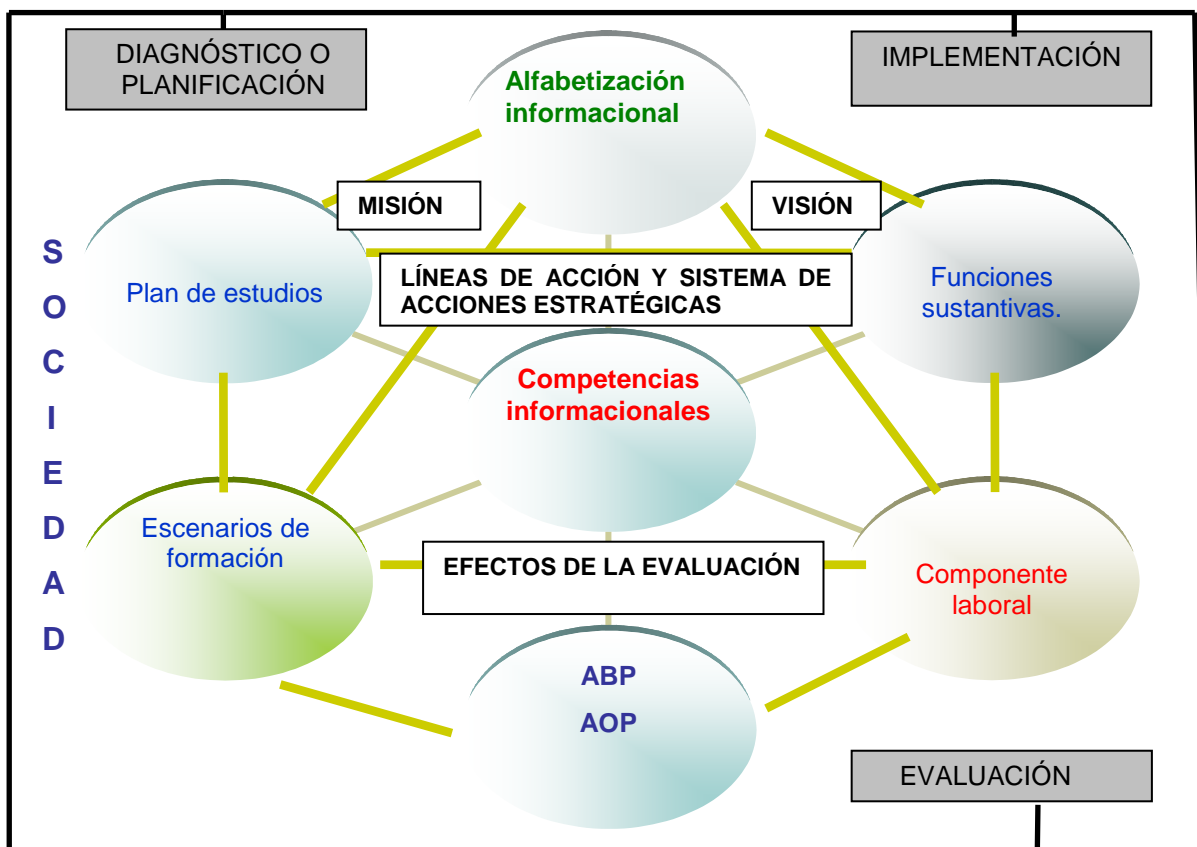 DIAGNÓSTICO O
PLANIFICACIÓN
IMPLEMENTACIÓN
Alfabetización
informacional
MISIÓN
VISIÓN
S
O
C
I
E
D
A
D
Plan de estudios
LÍNEAS DE ACCIÓN Y SISTEMA DE
ACCIONES ESTRATÉGICAS
Funciones
sustantivas.
Competencias
informacionales
Escenarios de
formación
EFECTOS DE LA EVALUACIÓN
Componente
laboral
ABP
AOP
EVALUACIÓN